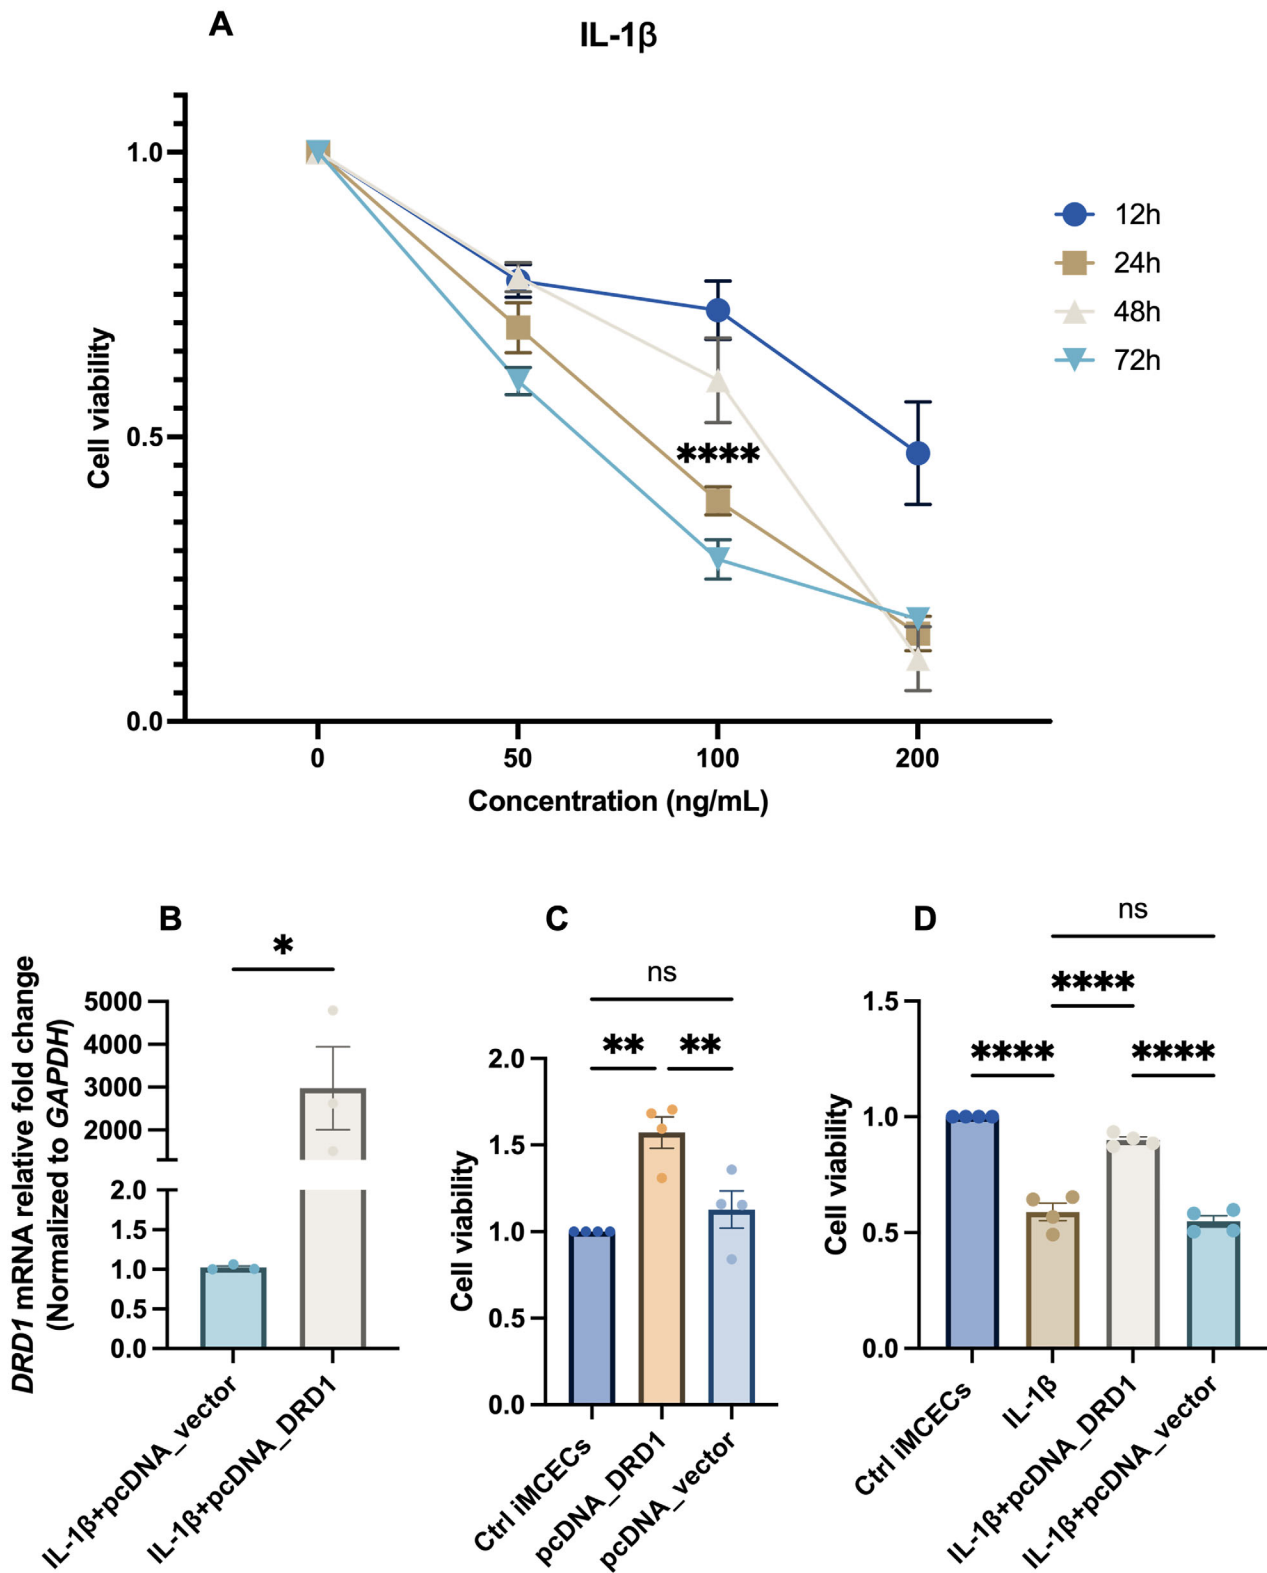 A
IL-1β
1.0
0.5
0.0
Cell viability
****
0
50
100
200
Concentration (ng/mL)
12h
24h
48h
72h
B
*
DRD1 mRNA relative fold change
(Normalized to GAPDH)
5000
4000
3000
2000
2.0
1.5
1.0
0.5
0.0
IL-1β+pcDNA_vector
IL-1β+pcDNA_DRD1
C
ns
** **
Cell viability
2.0
1.5
1.0
0.5
0.0
Ctrl iMCECs
pcDNA_DRD1
pcDNA_vector
D
ns
****
**** ****
Cell viability
1.5
1.0
0.5
0.0
Ctrl iMCECs
IL-1β
IL-1β+pcDNA_DRD1
IL-1β+pcDNA_vector